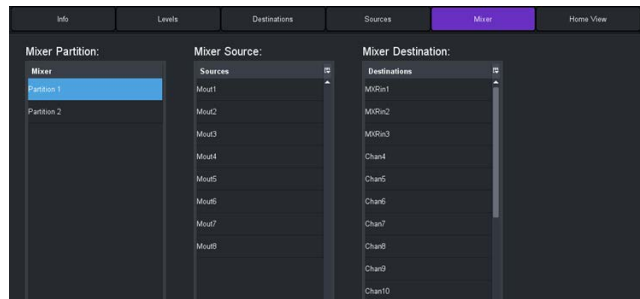 Info
Levels
Destinations
Sources
Mixer
Home View
Mixer Partition:
Mixer
Partition 1
Partition 2
Mixer Source:
Sources
Mout1
Mout2
Mout3
Mout4
Mout5
Mout6
Mout7
Mout8
Mixer Destination:
Destinations
MXRin1
MXRin2
MXRin3
Chan4
Chan5
Chan6
Chan7
Chan8
Chan9
Chan10